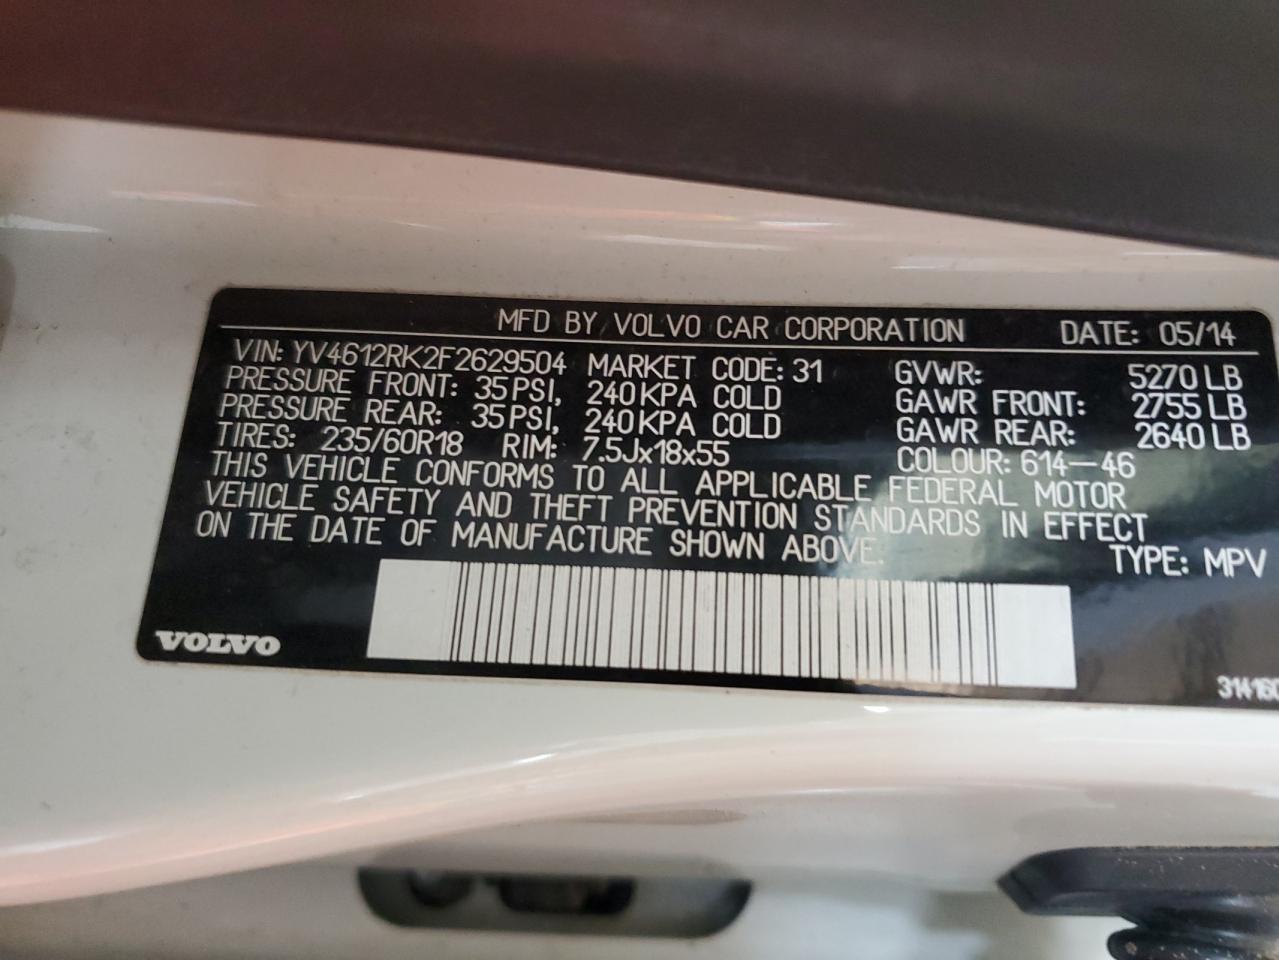 MFD BY VOLVO CAR CORPORATION DATE: 05/14
VIN: YV4612RK2F2629504 MARKET CODE: 31 GVWR: 5270 LB
PRESSURE FRONT: 35 PSI, 240 KPA COLD GAWR FRONT: 2755 LB
PRESSURE REAR: 35 PSI, 240 KPA COLD GAWR REAR: 2640 LB
TIRES: 235/60R18 RIM: 7.5Jx18x55 COLOUR: 614-46
THIS VEHICLE CONFORMS TO ALL APPLICABLE FEDERAL MOTOR
VEHICLE SAFETY AND THEFT PREVENTION STANDARDS IN EFFECT
ON THE DATE OF MANUFACTURE SHOWN ABOVE. TYPE: MPV
VOLVO